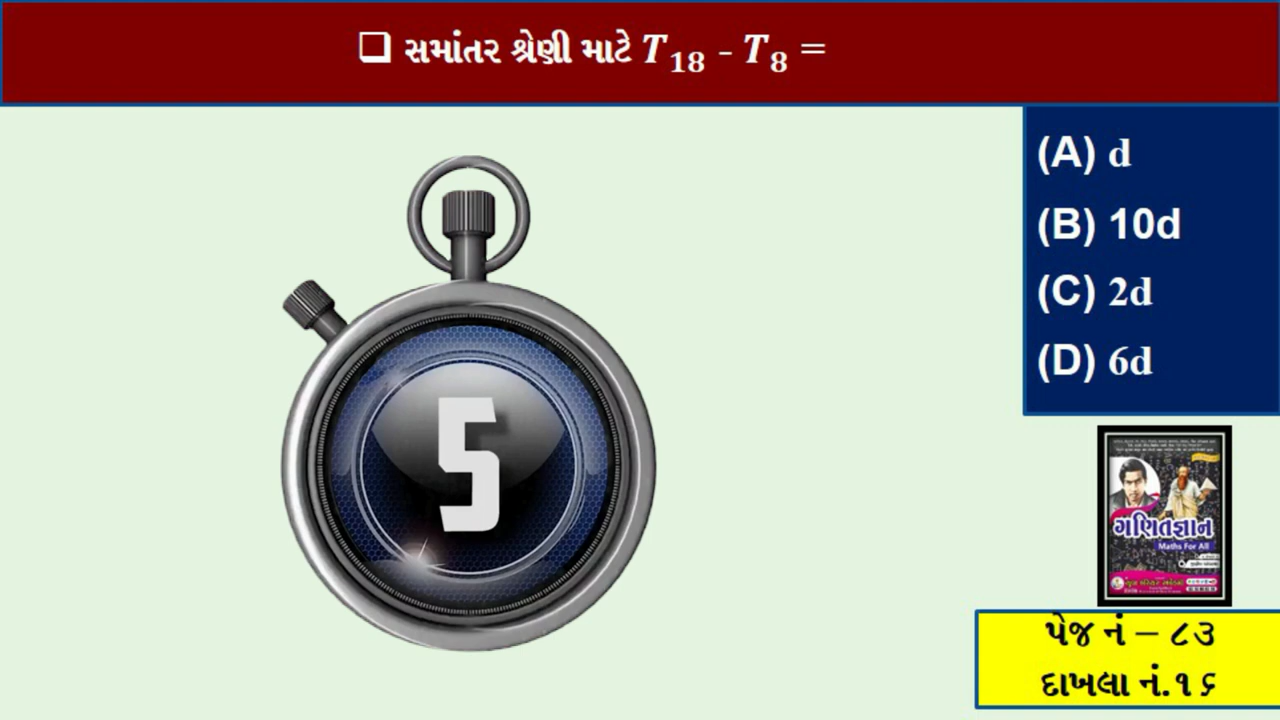 ❑ સમાંતર શ્રેણી માટે T₁₈ - T₈ =
(A) d
(B) 10d
(C) 2d
(D) 6d
5
ગણિતજ્ઞાન
Maths For All
પેજ નં – ૮૩
દાખલા નં.૧૬